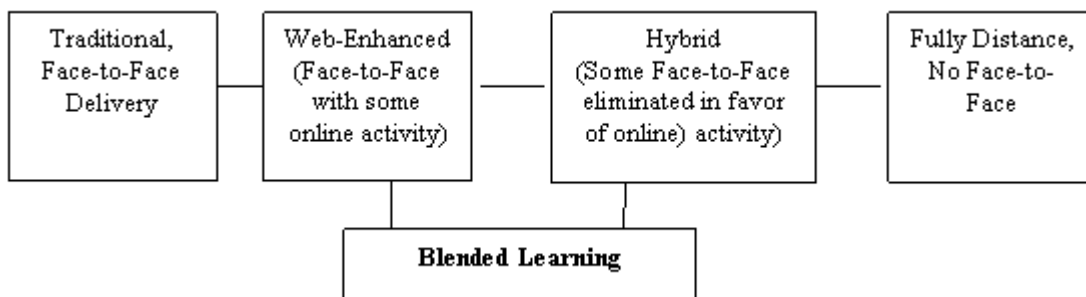 Traditional,
Face-to-Face
Delivery
Web-Enhanced
(Face-to-Face
with some
online activity)
Hybrid
(Some Face-to-Face
eliminated in favor
of online) activity)
Fully Distance,
No Face-to-
Face
Blended Learning